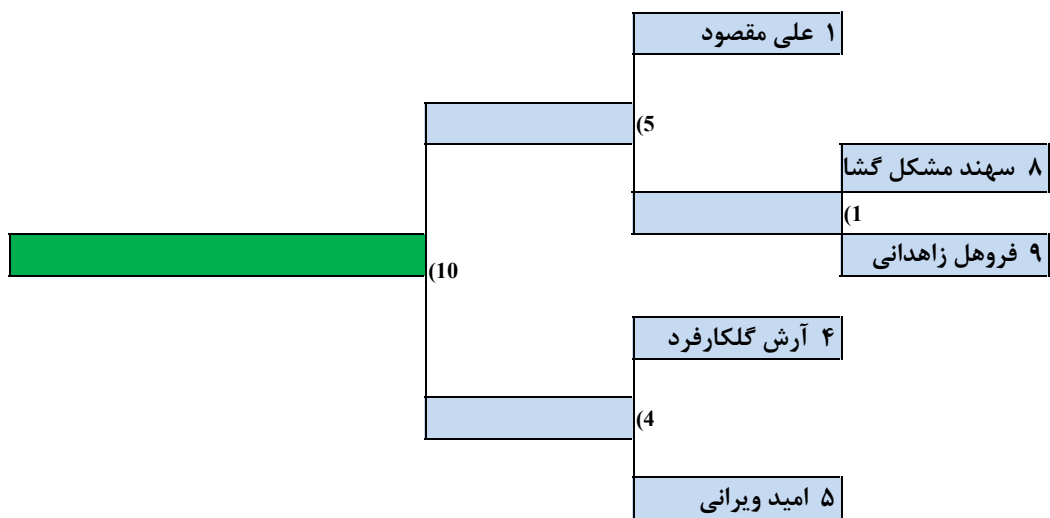 ۱ علی مقصود
(5
۸ سهند مشکل گشا
(1
۹ فروهل زاهدانی
(10
۴ آرش گلکارفرد
(4
۵ امید ویرانی